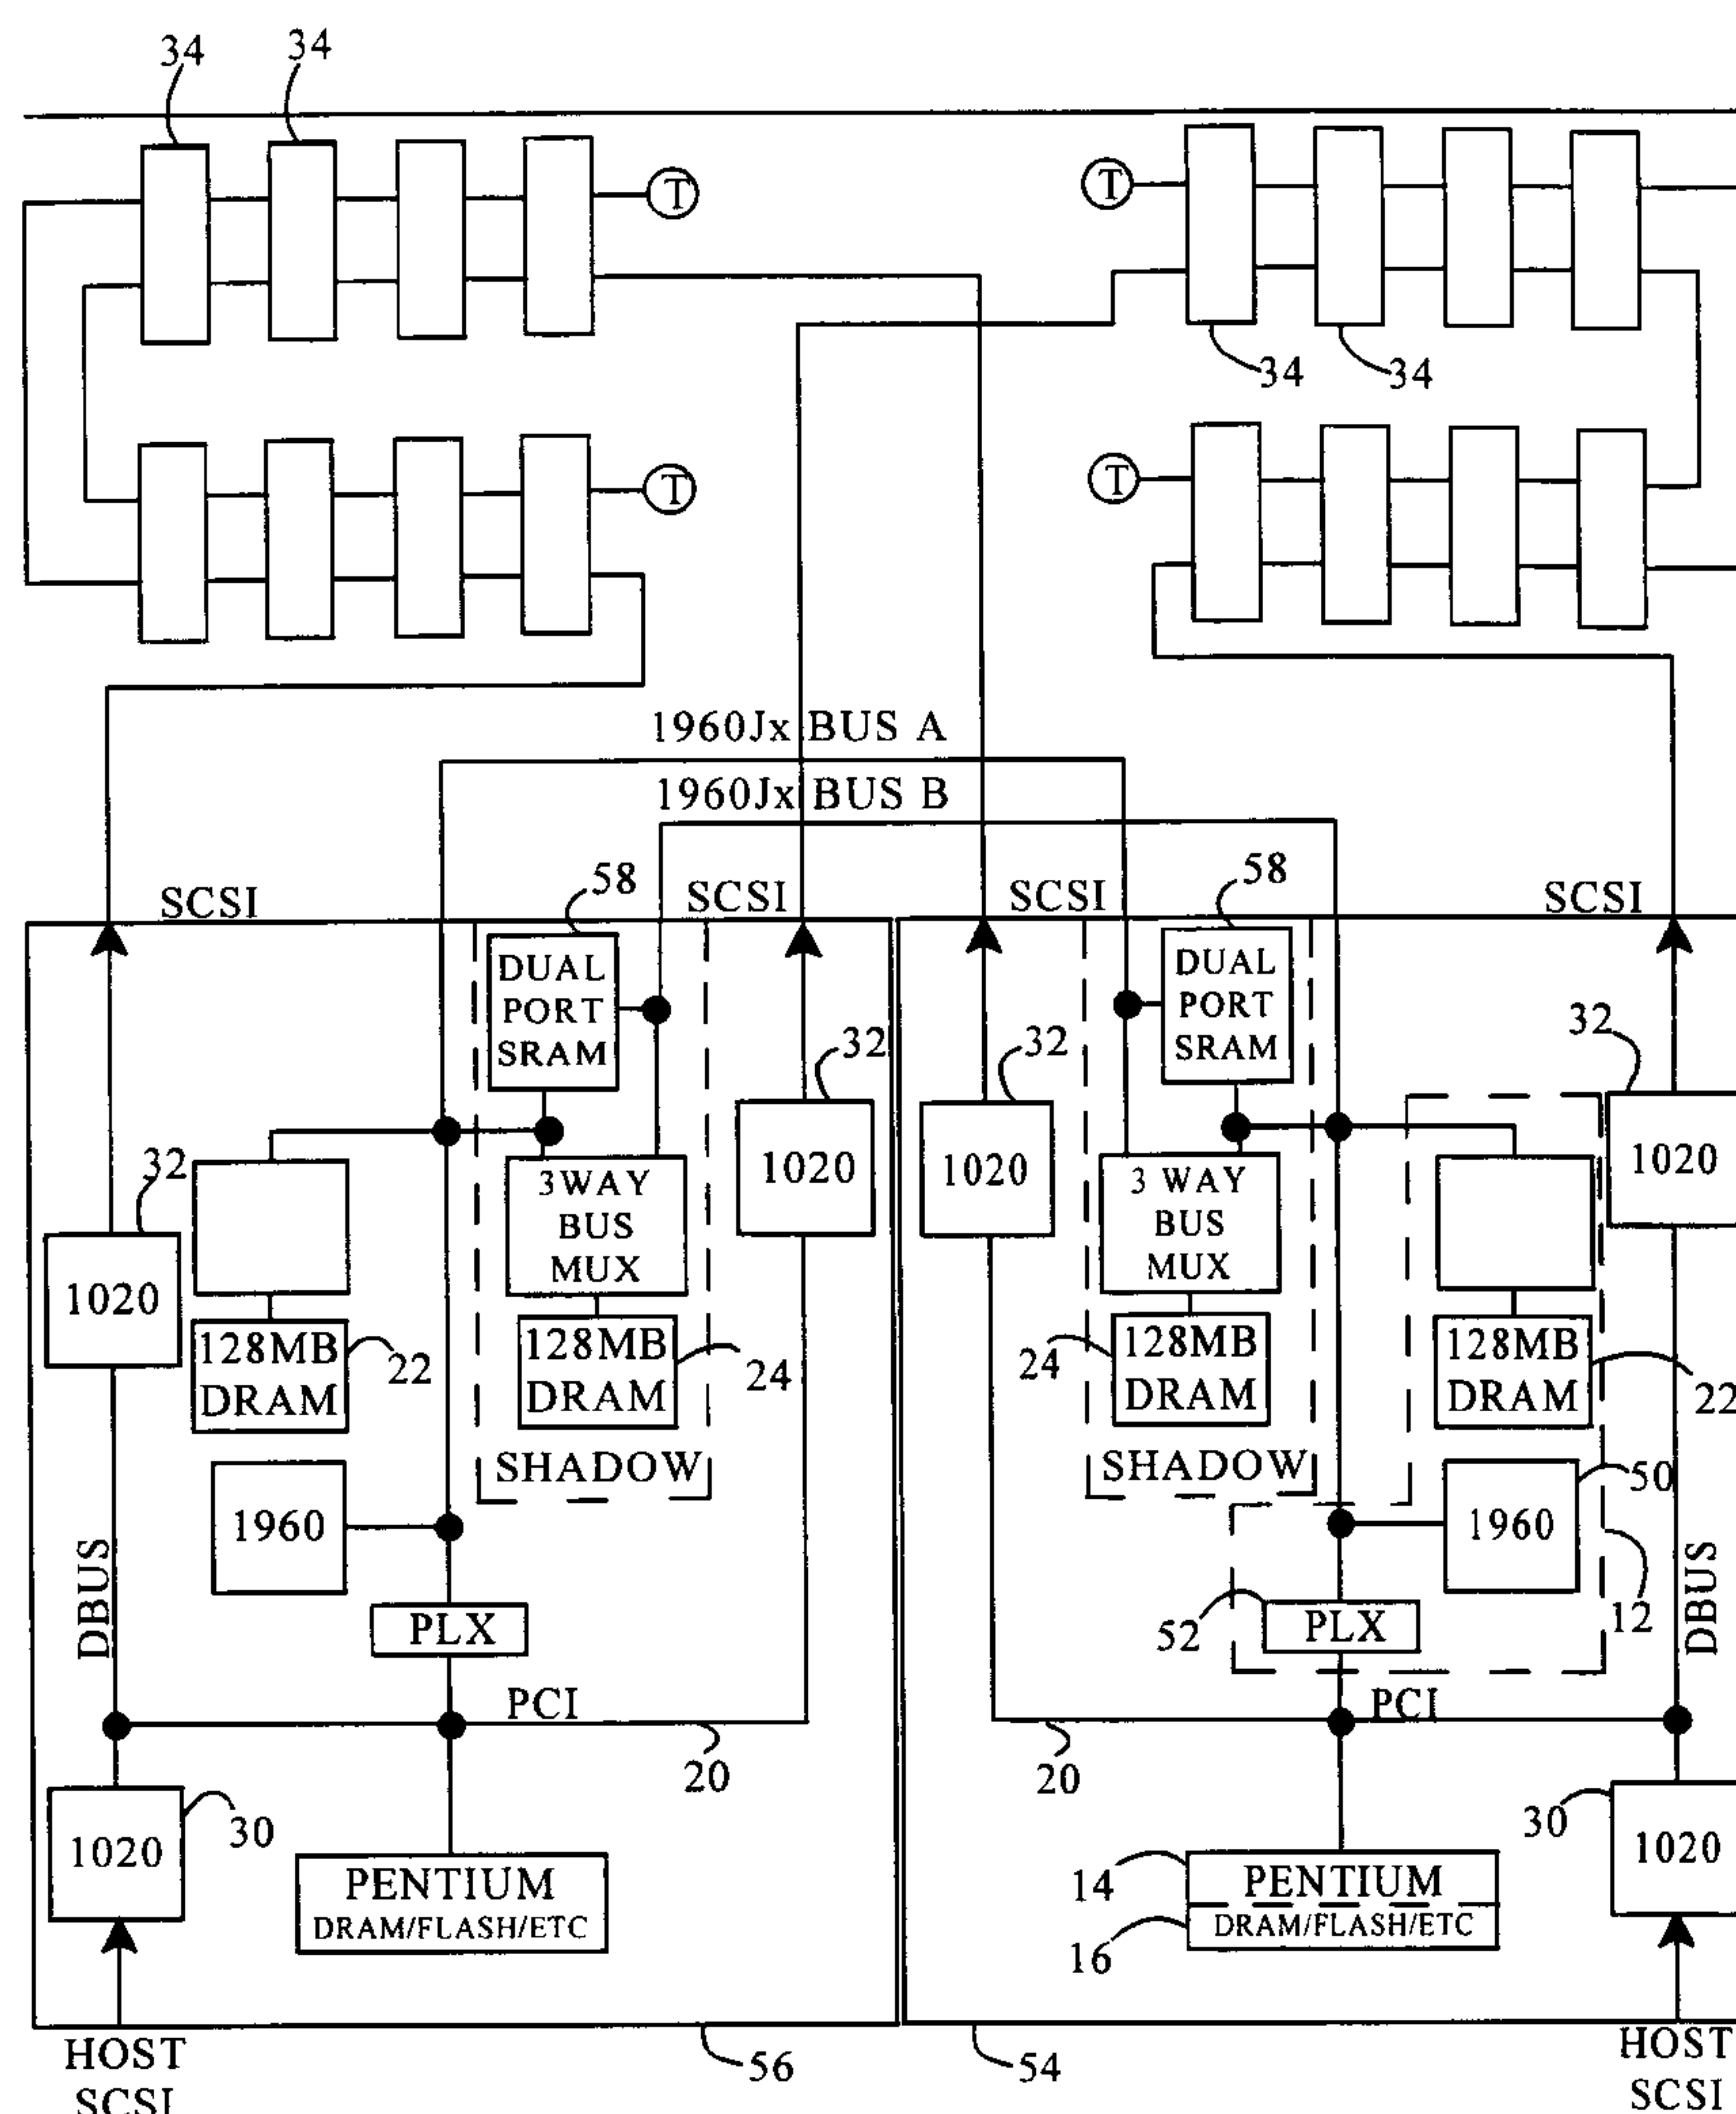 34
34
T
T
34
34
T
T
1960Jx BUS A
1960Jx BUS B
SCSI
58
SCSI
SCSI
58
SCSI
DUAL
PORT
SRAM
DUAL
PORT
SRAM
32
32
32
32
1020
1020
1020
3WAY
BUS
MUX
3 WAY
BUS
MUX
1020
128MB
DRAM
22
128MB
DRAM
24
24
128MB
DRAM
128MB
DRAM
22
SHADOW
SHADOW
50
1960
1960
DBUS
PLX
52
PLX
12
DBUS
PCI
PCI
20
20
30
1020
PENTIUM
DRAM/FLASH/ETC
14
PENTIUM
16
DRAM/FLASH/ETC
30
1020
HOST
SCSI
56
54
HOST
SCSI